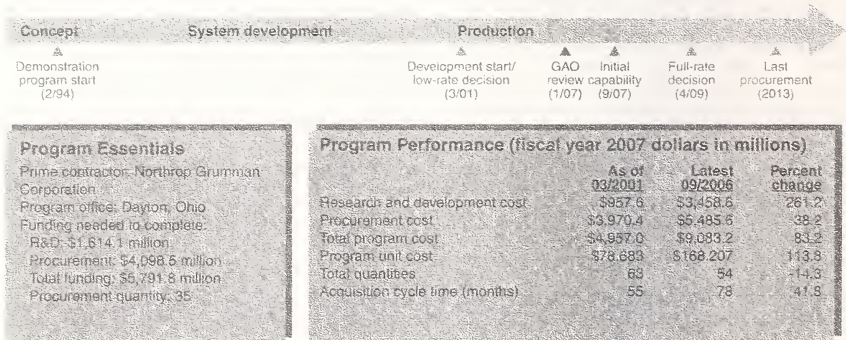 Concept System development Production
Demonstration program start (2/94)
Development start/ low-rate decision (3/01)
GAO review (1/07)
Initial capability (9/07)
Full-rate decision (4/09)
Last procurement (2013)
Program Essentials
Prime contractor: Northrop Grumman
Corporation
Program office: Dayton, Ohio
Funding needed to complete:
R&D: $1,614.1 million
Procurement: $4,098.5 million
Total funding: $5,791.8 million
Procurement quantity: 35
Program Performance (fiscal year 2007 dollars in millions)
As of 03/2001 Latest 09/2006 Percent change
Research and development cost $957.6 $3,458.6 261.2
Procurement cost $3,970.4 $5,485.6 38.2
Total program cost $4,957.0 $9,083.2 83.2
Program unit cost $78.683 $168.207 113.8
Total quantities 63 54 -14.3
Acquisition cycle time (months) 55 78 41.8